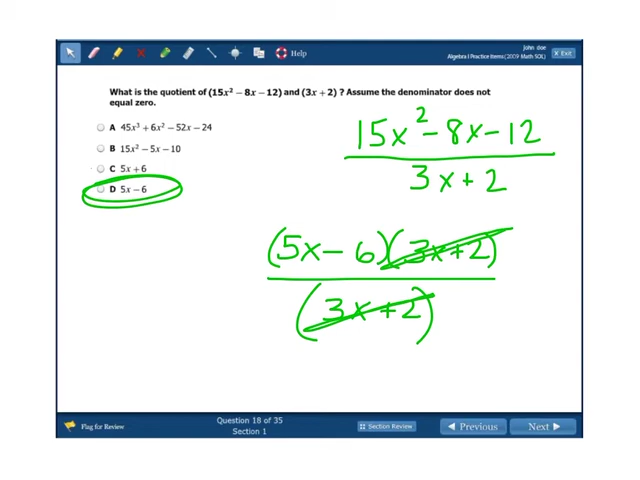 Help
john doe
Algebra I Practice Items (2009 Math SOL)
Exit
What is the quotient of (15x² − 8x − 12) and (3x + 2) ? Assume the denominator does not
equal zero.
A 45x³ + 6x² − 52x − 24
B 15x² − 5x − 10
C 5x + 6
D 5x − 6
15x² − 8x − 12
3x + 2
(5x − 6)(3x + 2)
(3x + 2)
Flag for Review
Question 18 of 35
Section 1
Section Review
Previous
Next